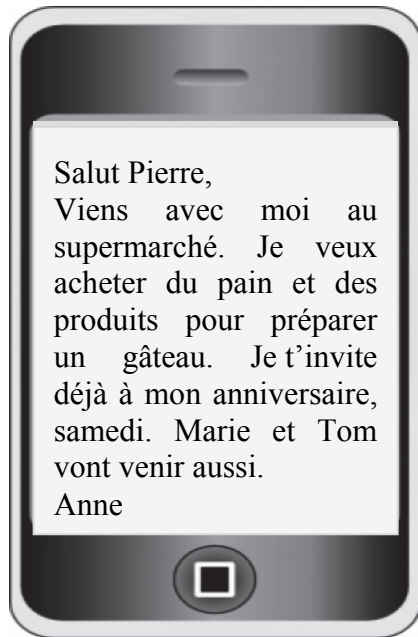 Salut Pierre,
Viens avec moi au
supermarché. Je veux
acheter du pain et des
produits pour préparer
un gâteau. Je t’invite
déjà à mon anniversaire,
samedi. Marie et Tom
vont venir aussi.
Anne